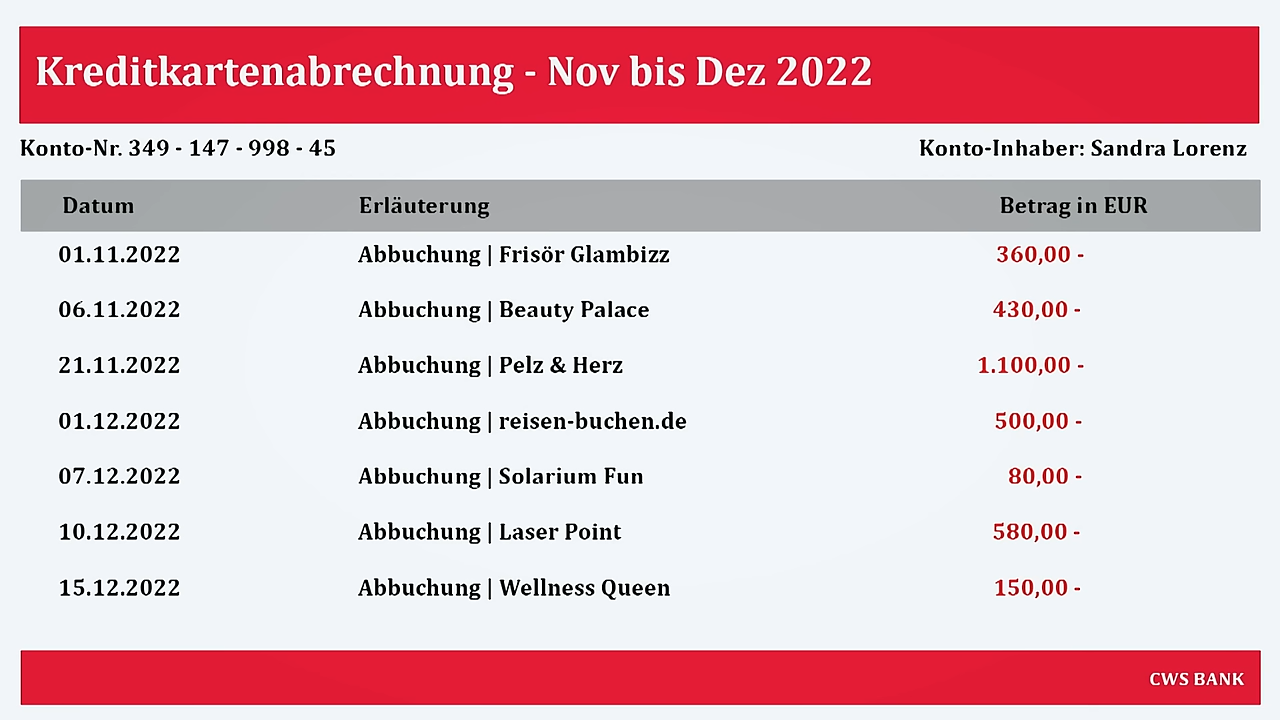 Kreditkartenabrechnung - Nov bis Dez 2022
Konto-Nr. 349 - 147 - 998 - 45 Konto-Inhaber: Sandra Lorenz
Datum Erläuterung Betrag in EUR
01.11.2022 Abbuchung | Frisör Glambizz 360,00 -
06.11.2022 Abbuchung | Beauty Palace 430,00 -
21.11.2022 Abbuchung | Pelz & Herz 1.100,00 -
01.12.2022 Abbuchung | reisen-buchen.de 500,00 -
07.12.2022 Abbuchung | Solarium Fun 80,00 -
10.12.2022 Abbuchung | Laser Point 580,00 -
15.12.2022 Abbuchung | Wellness Queen 150,00 -
CWS BANK